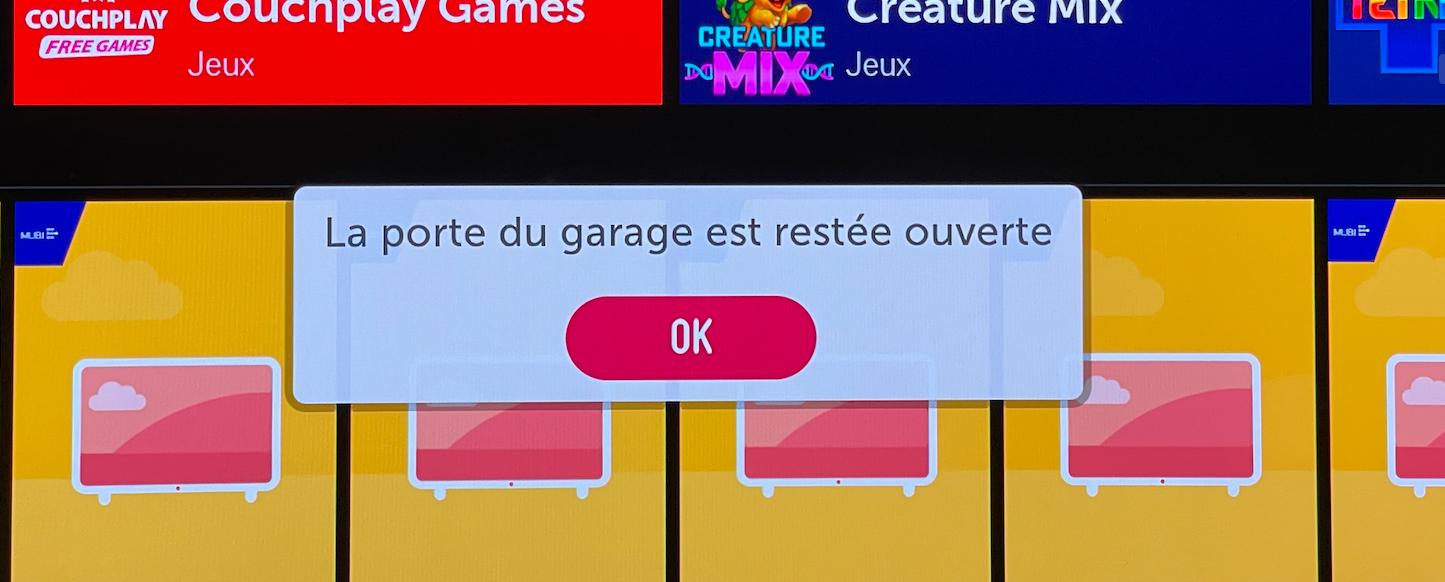 COUCHPLAY
FREE GAMES
Couchplay Games
Jeux
CREATURE
MIX
Creature Mix
Jeux
MUBI
La porte du garage est restée ouverte
OK
MUBI